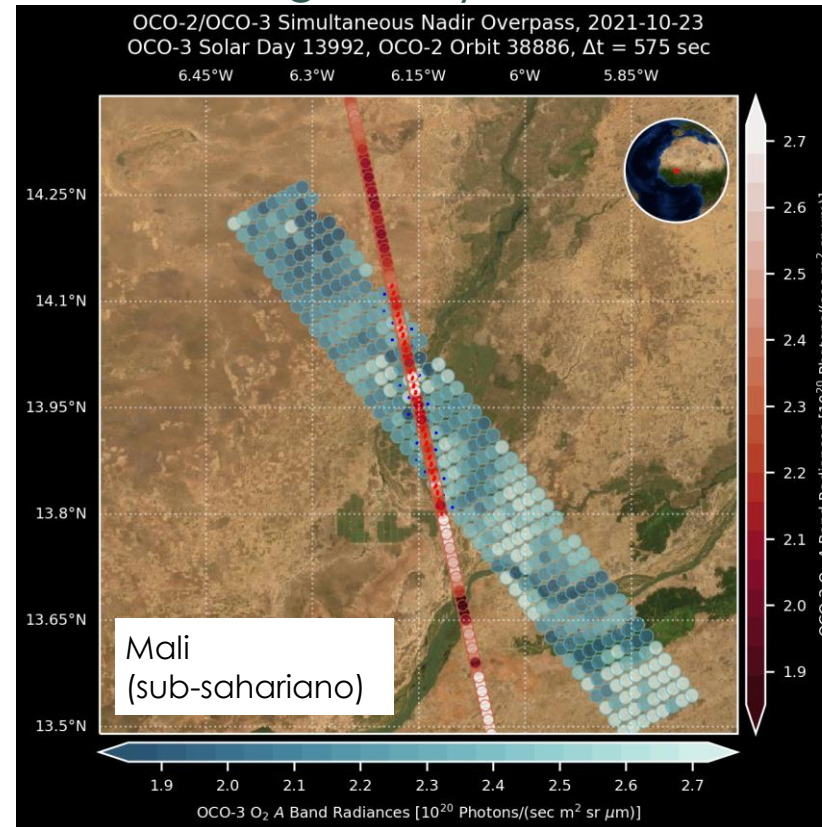 OCO-2/OCO-3 Simultaneous Nadir Overpass, 2021-10-23
OCO-3 Solar Day 13992, OCO-2 Orbit 38886, Δt = 575 sec
6.45°W 6.3°W 6.15°W 6°W 5.85°W
14.25°N
14.1°N
13.95°N
13.8°N
13.65°N
13.5°N
Mali
(sub-sahariano)
2.7
2.6
2.5
2.4
2.3
2.2
2.1
2.0
1.9
1.9 2.0 2.1 2.2 2.3 2.4 2.5 2.6 2.7
OCO-3 O₂ A Band Radiances [10²⁰ Photons/(sec m² sr μm)]